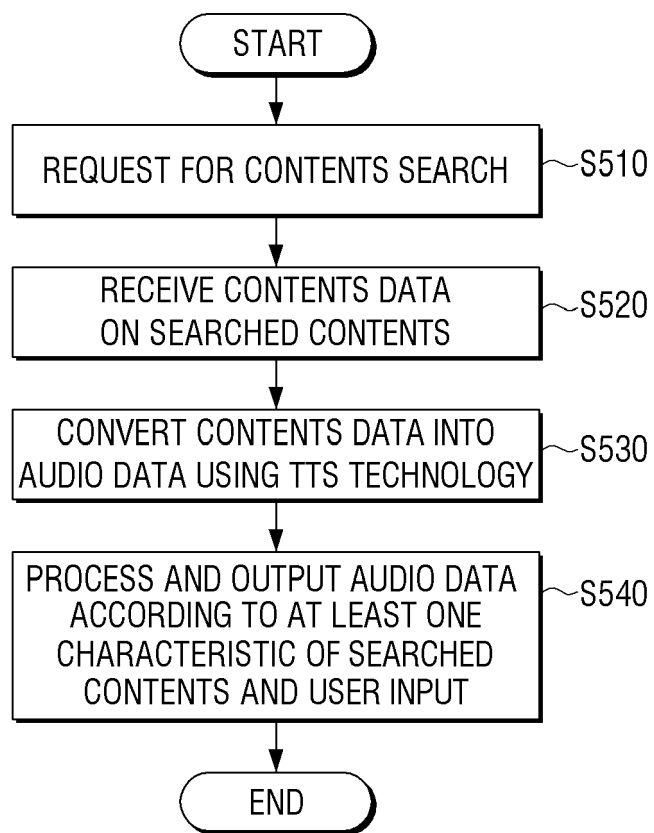 START
REQUEST FOR CONTENTS SEARCH
S510
RECEIVE CONTENTS DATA
ON SEARCHED CONTENTS
S520
CONVERT CONTENTS DATA INTO
AUDIO DATA USING TTS TECHNOLOGY
S530
PROCESS AND OUTPUT AUDIO DATA
ACCORDING TO AT LEAST ONE
CHARACTERISTIC OF SEARCHED
CONTENTS AND USER INPUT
S540
END